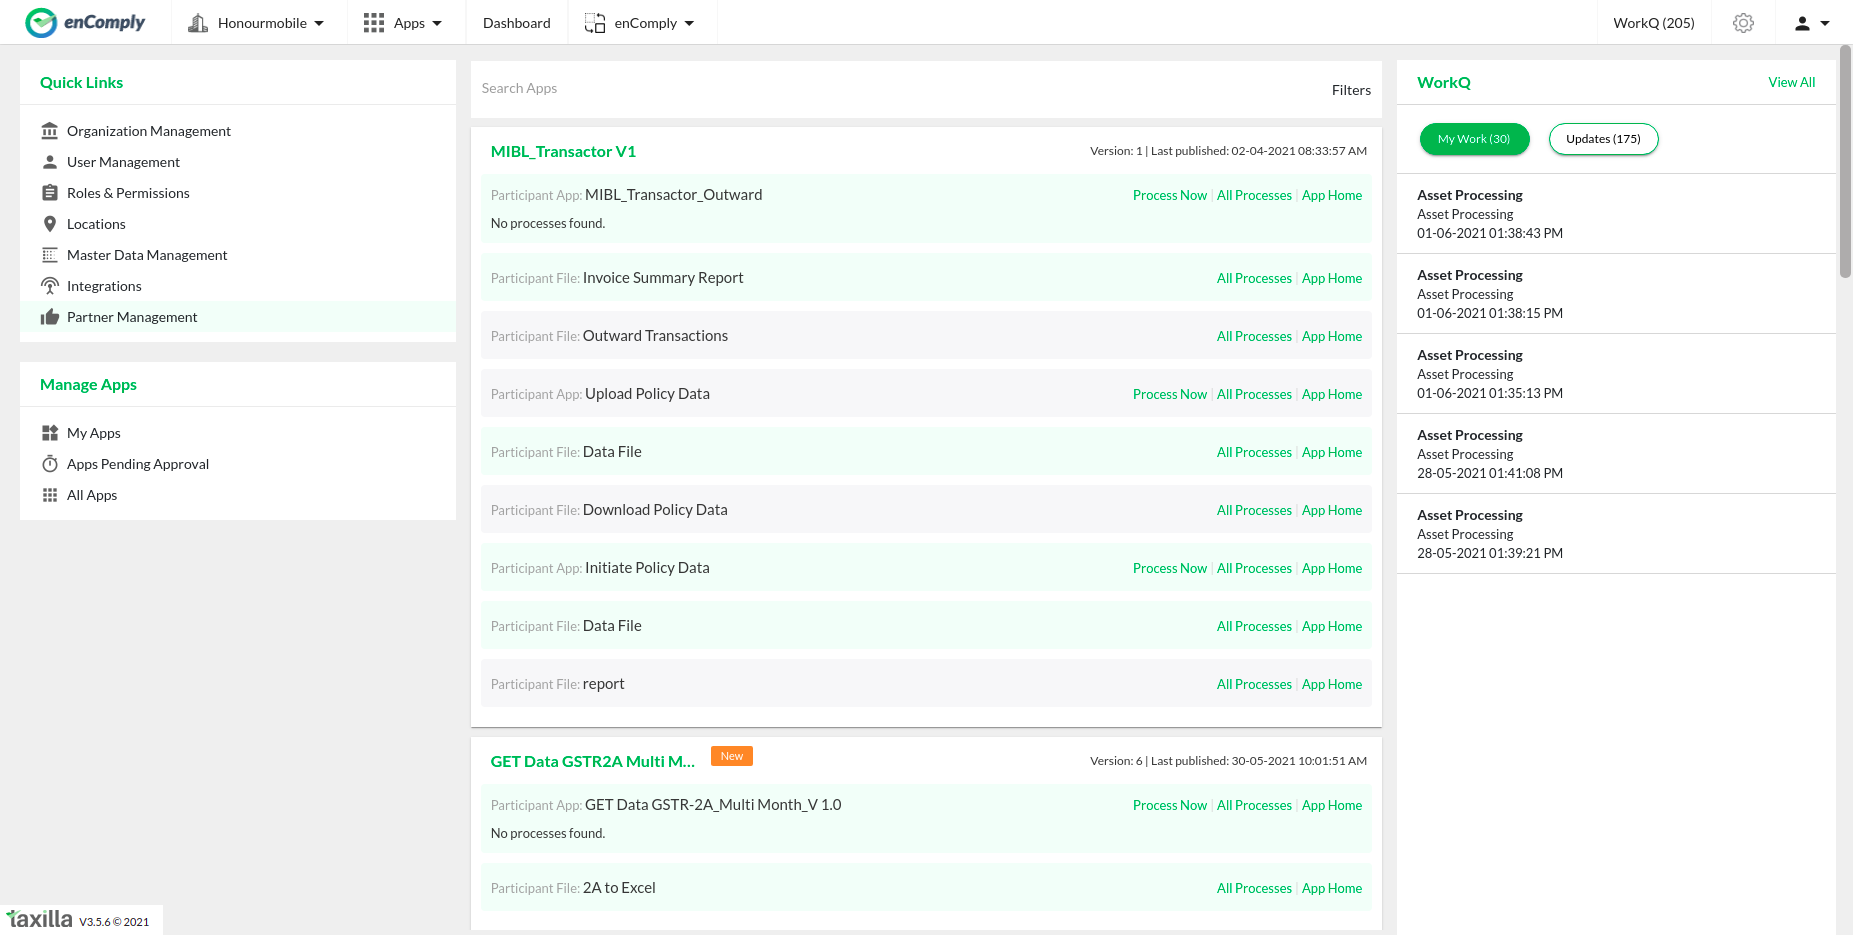 enComply
Honourmobile
Apps
Dashboard
enComply
WorkQ (205)
Quick Links
Organization Management
User Management
Roles & Permissions
Locations
Master Data Management
Integrations
Partner Management
Manage Apps
My Apps
Apps Pending Approval
All Apps
Search Apps
Filters
MIBL_Transactor V1
Version: 1 | Last published: 02-04-2021 08:33:57 AM
Participant App: MIBL_Transactor_Outward
Process Now | All Processes | App Home
No processes found.
Participant File: Invoice Summary Report
All Processes | App Home
Participant File: Outward Transactions
All Processes | App Home
Participant App: Upload Policy Data
Process Now | All Processes | App Home
Participant File: Data File
All Processes | App Home
Participant File: Download Policy Data
All Processes | App Home
Participant App: Initiate Policy Data
Process Now | All Processes | App Home
Participant File: Data File
All Processes | App Home
Participant File: report
All Processes | App Home
GET Data GSTR2A Multi M...
New
Version: 6 | Last published: 30-05-2021 10:01:51 AM
Participant App: GET Data GSTR-2A_Multi Month_V 1.0
Process Now | All Processes | App Home
No processes found.
Participant File: 2A to Excel
All Processes | App Home
WorkQ
View All
My Work (30)
Updates (175)
Asset Processing
Asset Processing
01-06-2021 01:38:43 PM
Asset Processing
Asset Processing
01-06-2021 01:38:15 PM
Asset Processing
Asset Processing
01-06-2021 01:35:13 PM
Asset Processing
Asset Processing
28-05-2021 01:41:08 PM
Asset Processing
Asset Processing
28-05-2021 01:39:21 PM
taxilla V3.5.6 © 2021